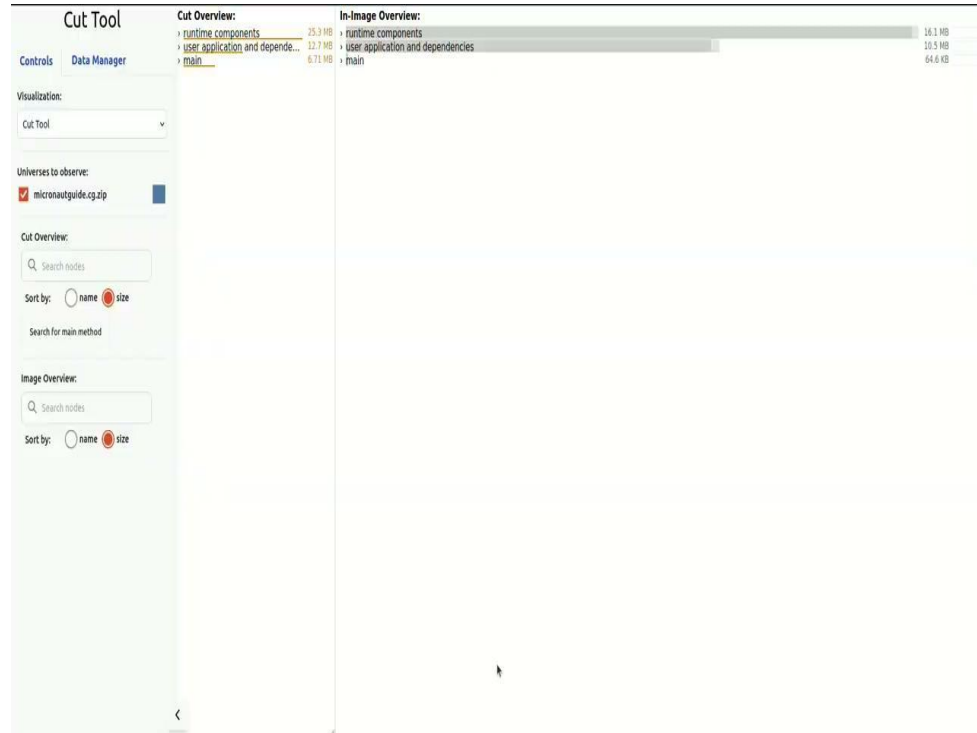 Cut Tool
Controls
Data Manager
Visualization:
Cut Tool
Universes to observe:
micronautguide.cg.zip
Cut Overview:
Search nodes
Sort by: name size
Search for main method
Image Overview:
Search nodes
Sort by: name size
Cut Overview:
› runtime components 25.3 MB
› user application and depende... 12.7 MB
› main 6.71 MB
In-Image Overview:
› runtime components 16.1 MB
› user application and dependencies 10.5 MB
› main 64.6 KB